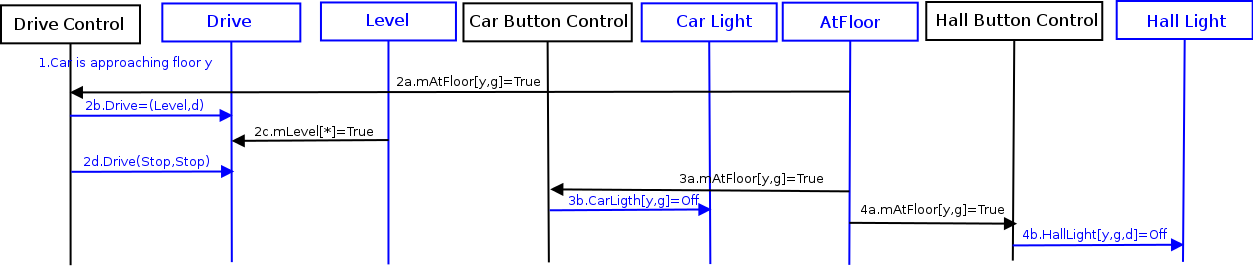 Drive Control
Drive
Level
Car Button Control
Car Light
AtFloor
Hall Button Control
Hall Light
1.Car is approaching floor y
2a.mAtFloor[y,g]=True
2b.Drive=(Level,d)
2c.mLevel[*]=True
2d.Drive(Stop,Stop)
3a.mAtFloor[y,g]=True
3b.CarLigth[y,g]=Off
4a.mAtFloor[y,g]=True
4b.HallLight[y,g,d]=Off